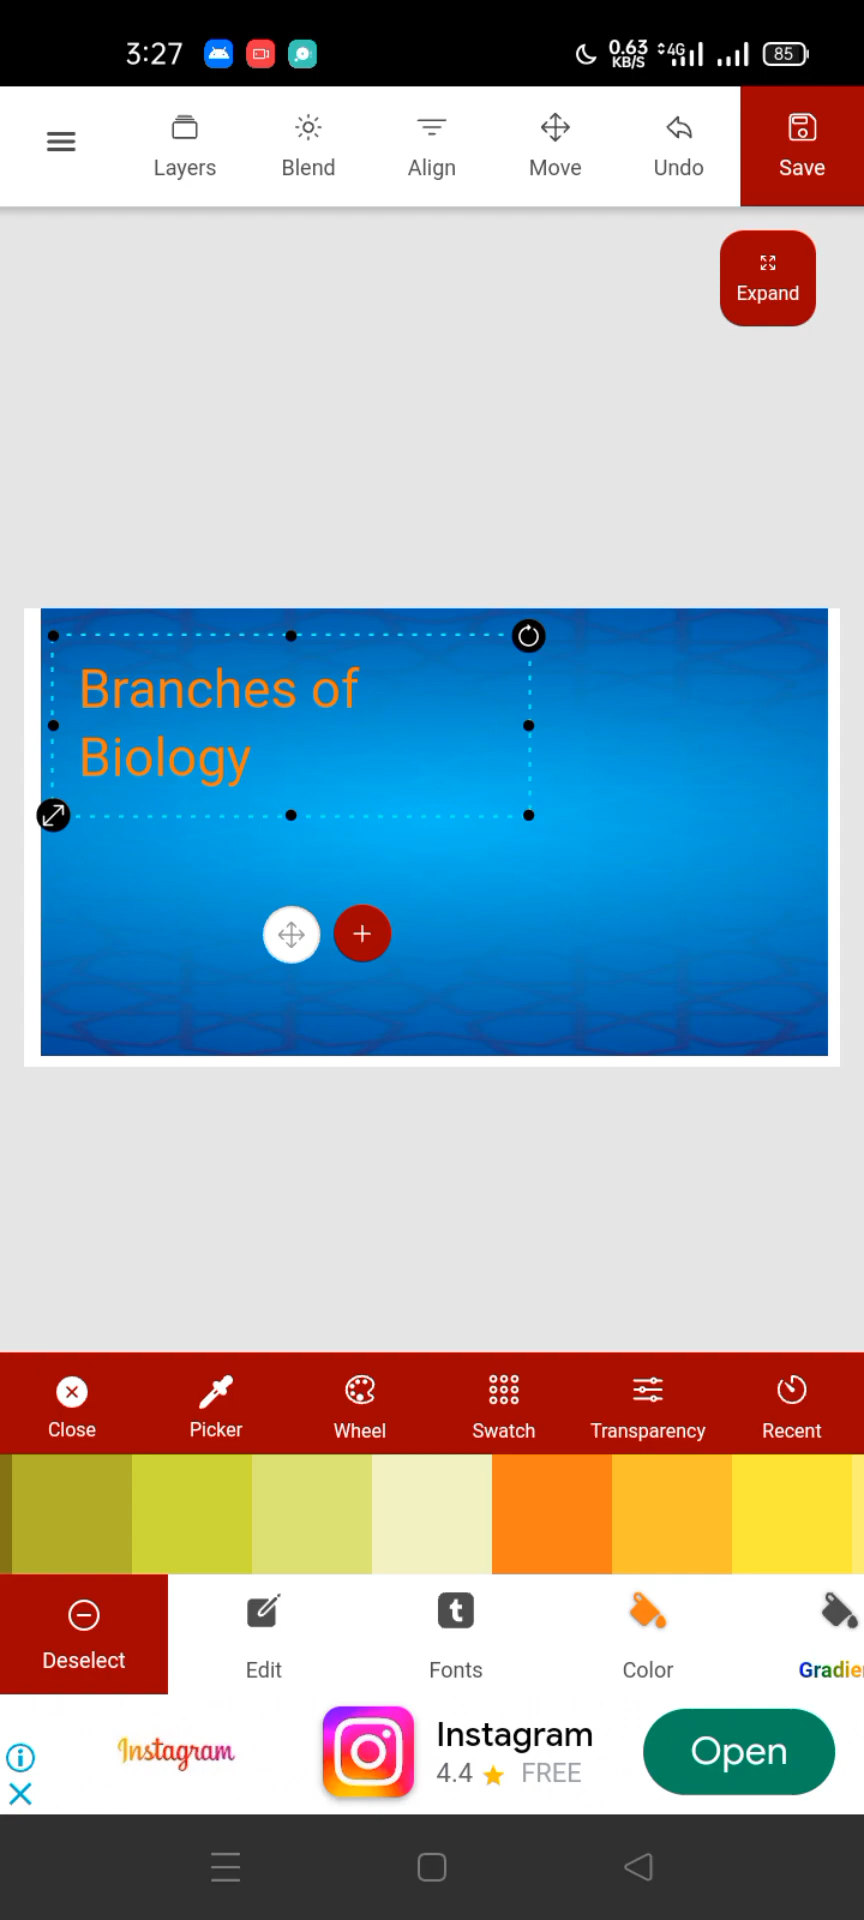 3:27
0.63 KB/S 4G 85
Layers Blend Align Move Undo Save
Expand
Branches of
Biology
Close Picker Wheel Swatch Transparency Recent
Deselect Edit Fonts Color Gradie
Instagram
Instagram
4.4 FREE
Open